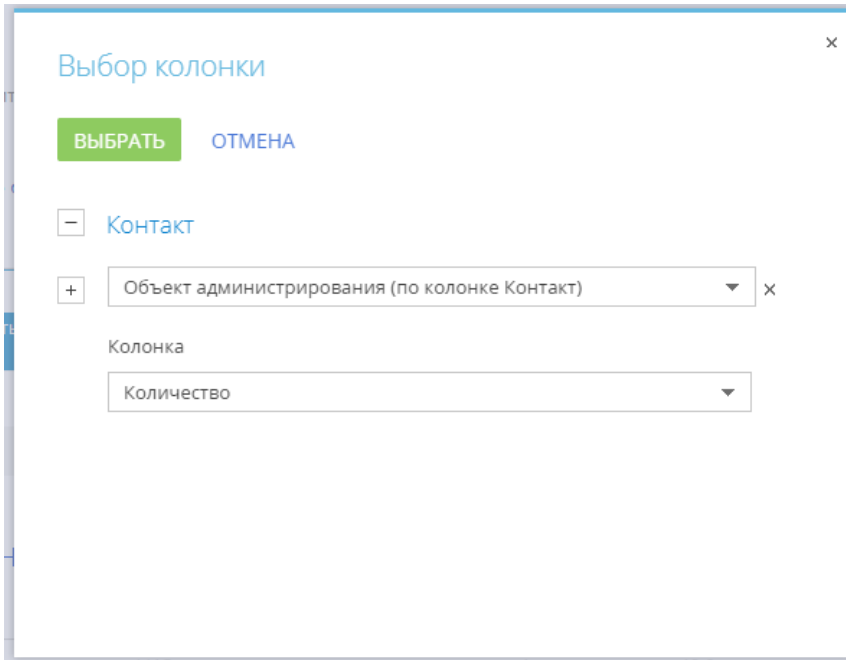 Выбор колонки
ВЫБРАТЬ ОТМЕНА
Контакт
Объект администрирования (по колонке Контакт)
Колонка
Количество